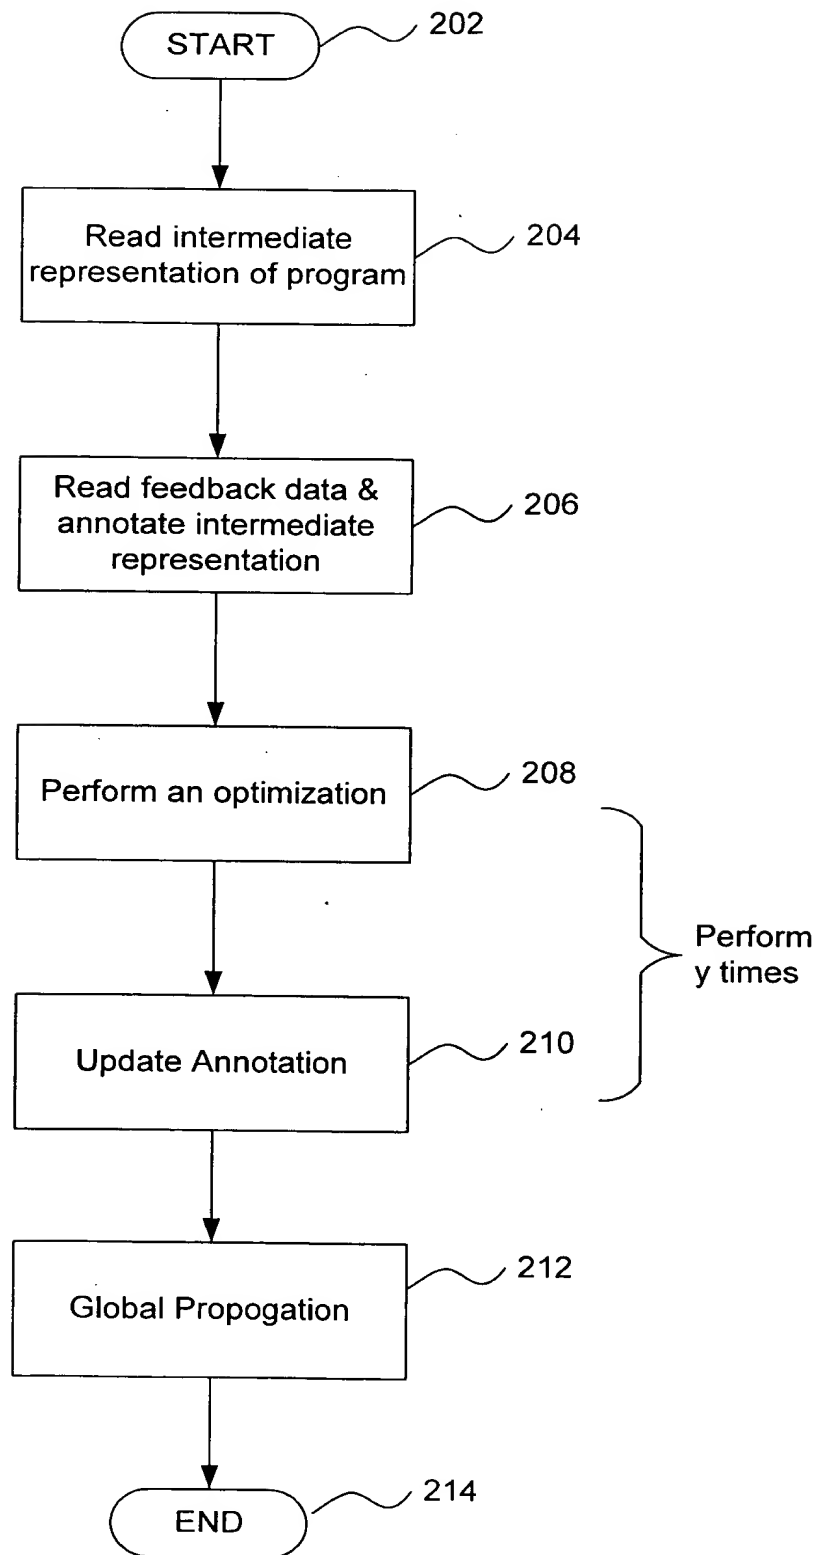 START
202
Read intermediate
representation of program
204
Read feedback data &
annotate intermediate
representation
206
Perform an optimization
208
Perform
y times
Update Annotation
210
Global Propogation
212
END
214